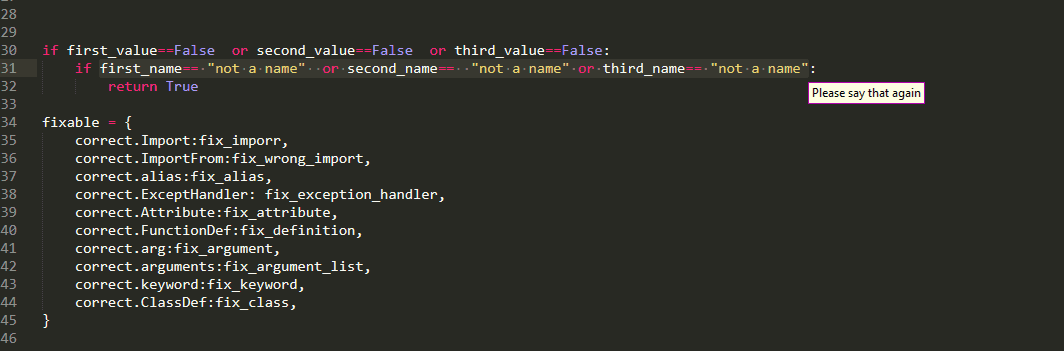 28
29
30 if first_value==False  or second_value==False  or third_value==False:
31     if first_name== "not a name"  or second_name==  "not a name" or third_name== "not a name":
32         return True
Please say that again
33
34 fixable = {
35     correct.Import:fix_imporr,
36     correct.ImportFrom:fix_wrong_import,
37     correct.alias:fix_alias,
38     correct.ExceptHandler: fix_exception_handler,
39     correct.Attribute:fix_attribute,
40     correct.FunctionDef:fix_definition,
41     correct.arg:fix_argument,
42     correct.arguments:fix_argument_list,
43     correct.keyword:fix_keyword,
44     correct.ClassDef:fix_class,
45 }
46